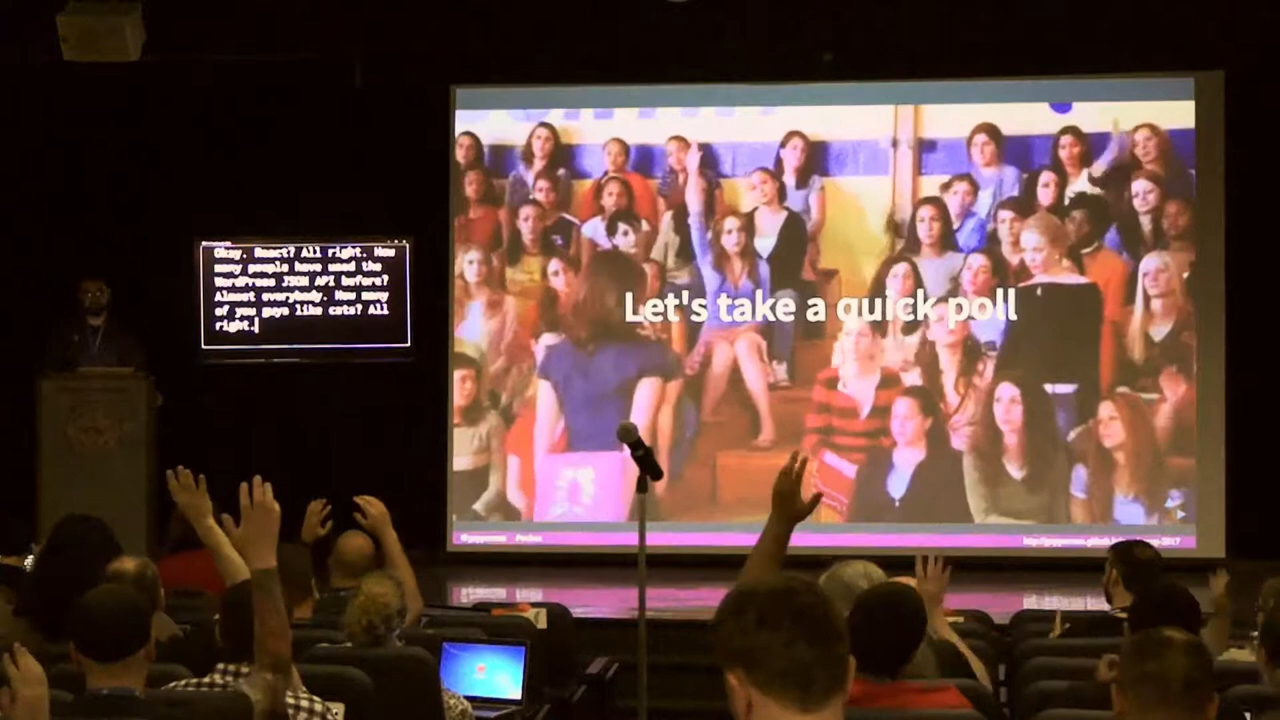 Okay. React? All right. How
many people have used the
WordPress JSON API before?
Almost everybody. How many
of you guys like cats? All
right.
Let's take a quick poll